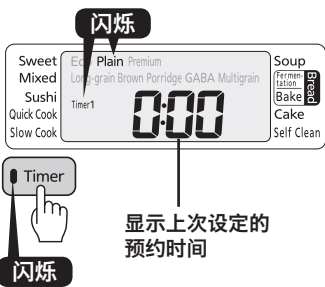 闪烁
Sweet
Mixed
Sushi
Quick Cook
Slow Cook
Eco Plain Premium
Long-grain Brown Porridge GABA Multigrain
Timer1
0:00
Soup
Fermen-
tation
Bake
Bread
Cake
Self Clean
Timer
显示上次设定的
预约时间
闪烁